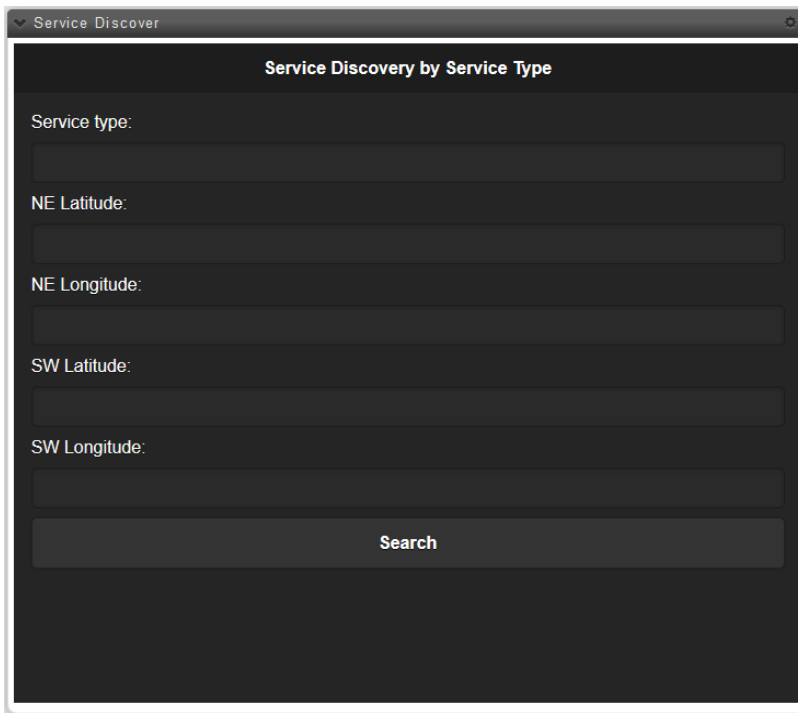 Service Discover
Service Discovery by Service Type
Service type:
NE Latitude:
NE Longitude:
SW Latitude:
SW Longitude:
Search